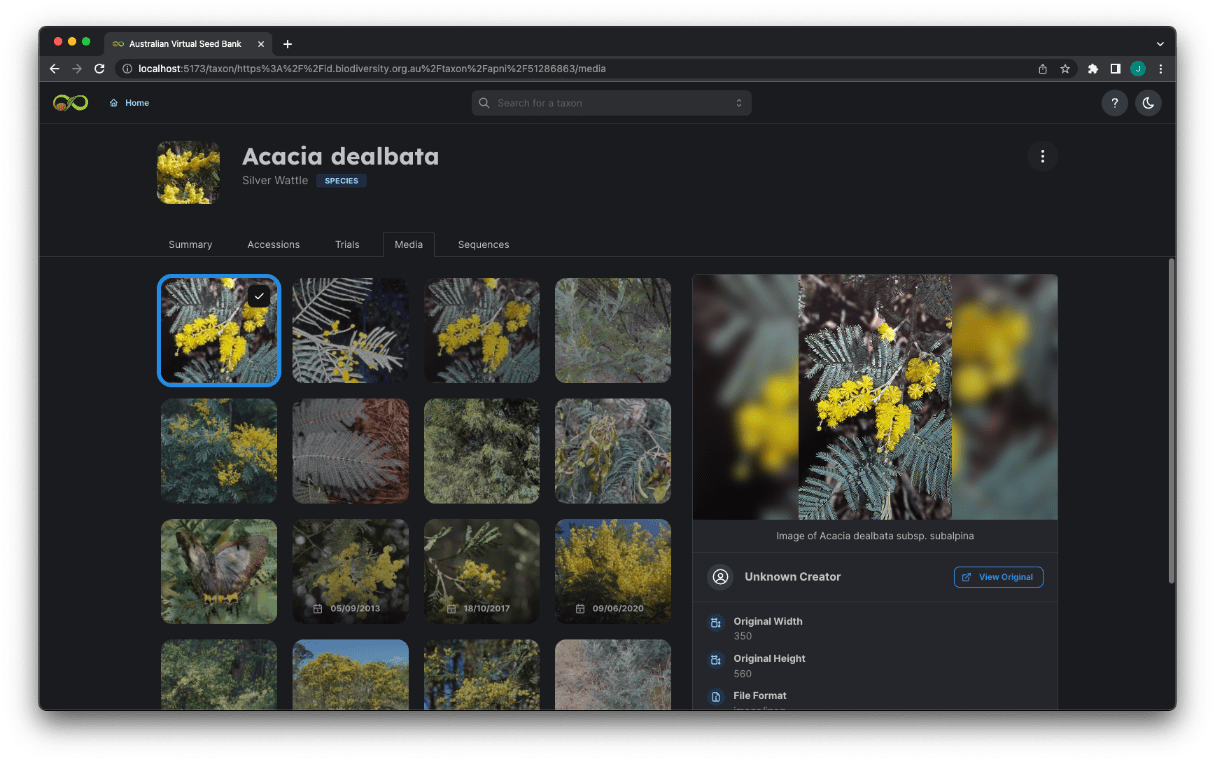 Australian Virtual Seed Bank
localhost:5173/taxon/https%3A%2F%2Fid.biodiversity.org.au%2Ftaxon%2Fapni%2F51286863/media
J
Home
Search for a taxon
?
Acacia dealbata
Silver Wattle SPECIES
Summary Accessions Trials Media Sequences
05/09/2013 18/10/2017 09/06/2020
Image of Acacia dealbata subsp. subalpina
Unknown Creator View Original
Original Width
350
Original Height
560
File Format